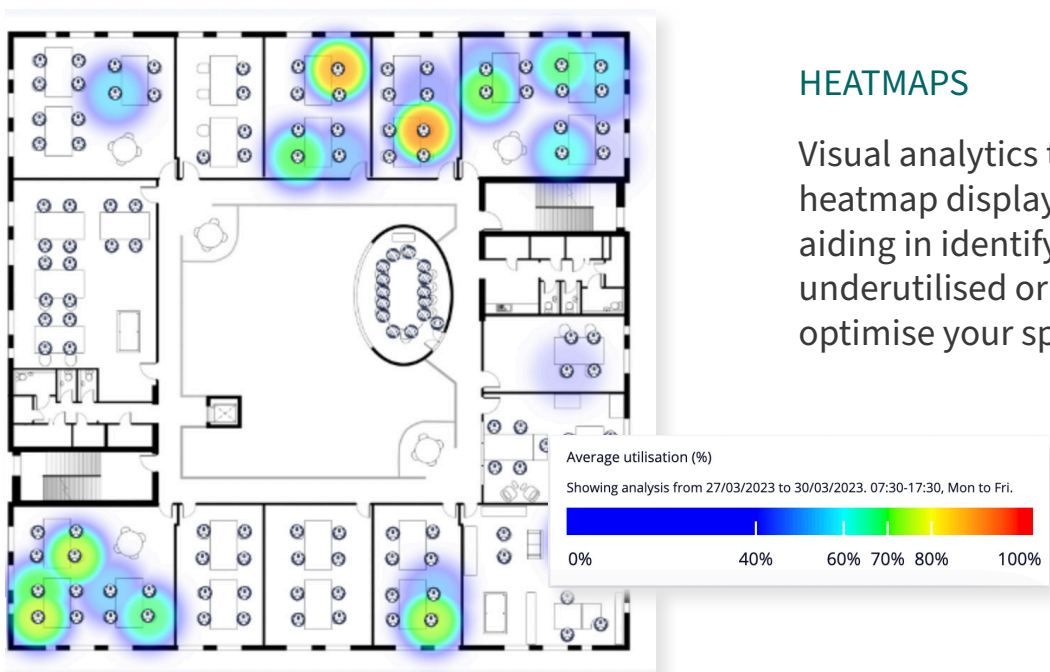 HEATMAPS
Visual analytics
heatmap display
aiding in identify
underutilised or
optimise your
Average utilisation (%)
Showing analysis from 27/03/2023 to 30/03/2023. 07:30-17:30, Mon to Fri.
0% 40% 60% 70% 80% 100%